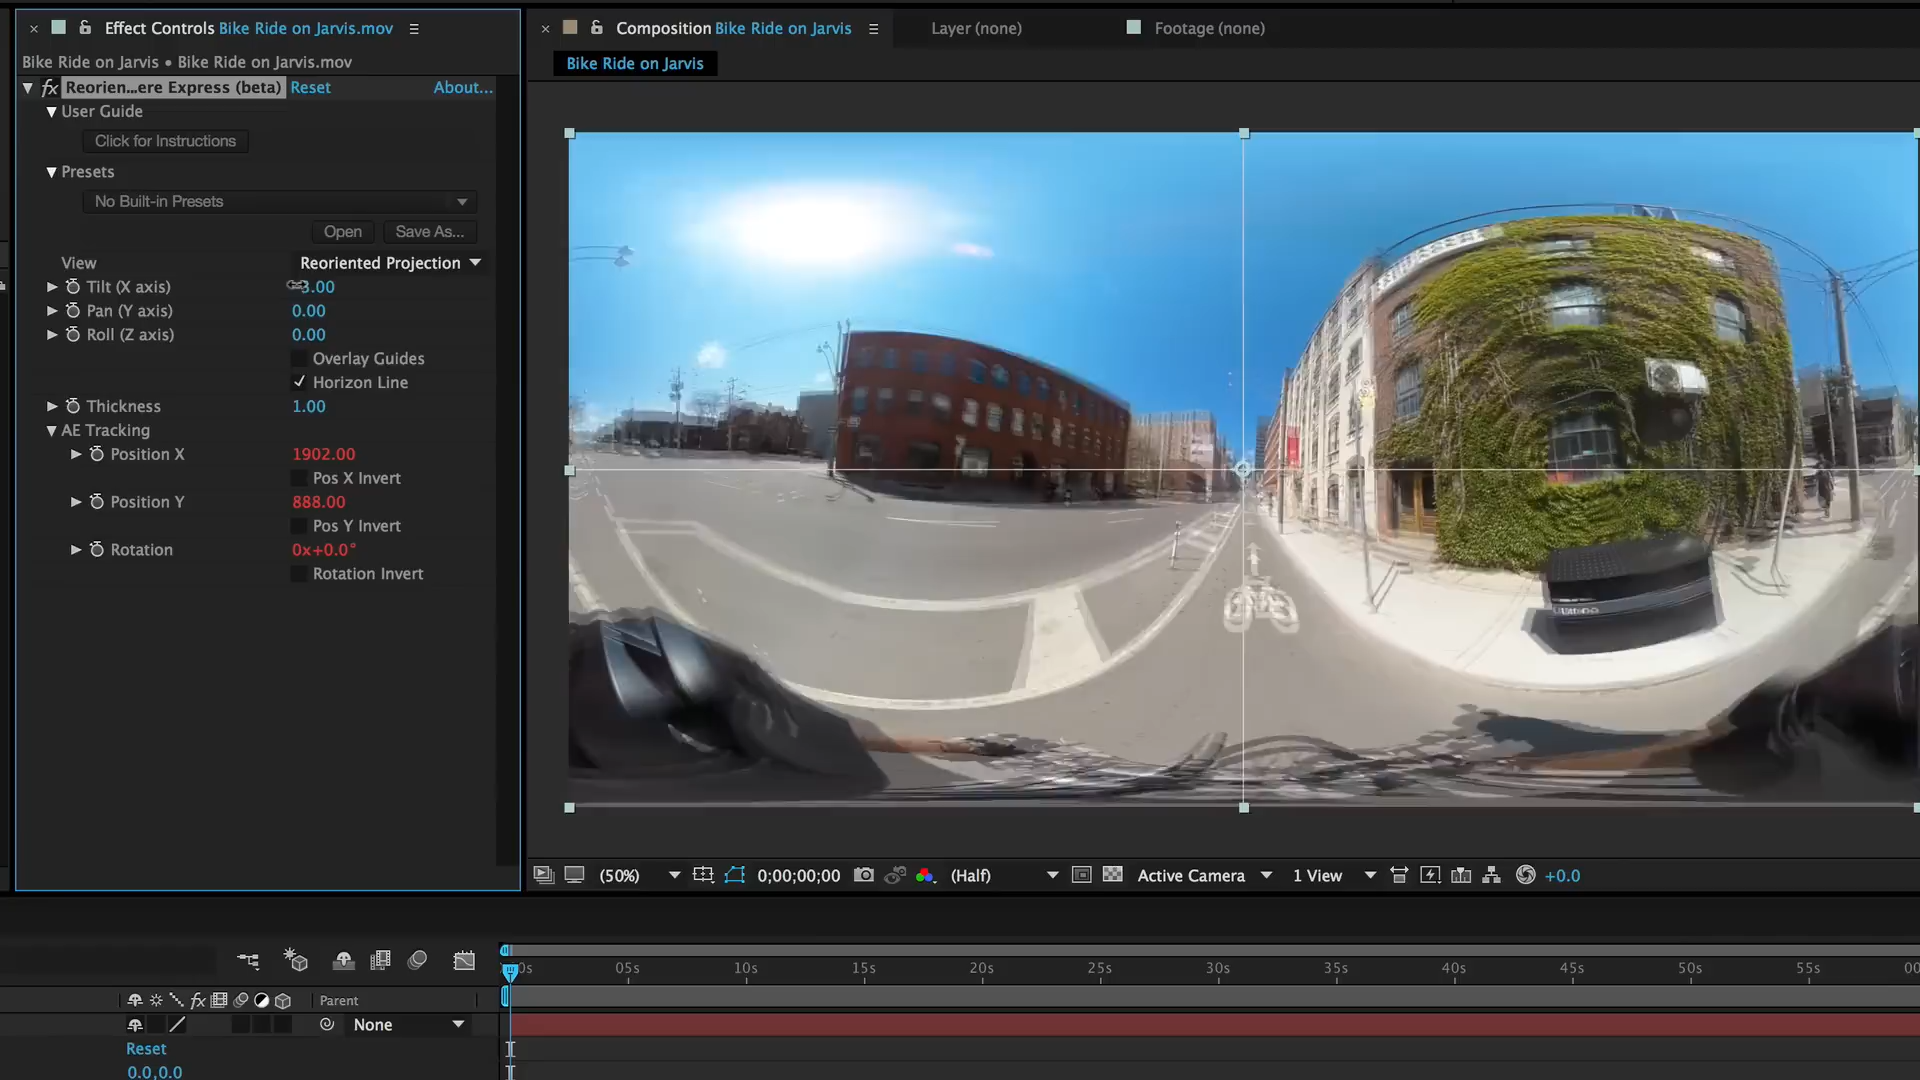 Effect Controls Bike Ride on Jarvis.mov
Bike Ride on Jarvis • Bike Ride on Jarvis.mov
Reorien...ere Express (beta) Reset About...
User Guide
Click for Instructions
Presets
No Built-in Presets
Open Save As...
View Reoriented Projection
Tilt (X axis)
Pan (Y axis) 0.00
Roll (Z axis) 0.00
Overlay Guides
Horizon Line
Thickness 1.00
AE Tracking
Position X 1902.00
Pos X Invert
Position Y 888.00
Pos Y Invert
Rotation 0x+0.0°
Rotation Invert
Composition Bike Ride on Jarvis
Layer (none)
Footage (none)
Bike Ride on Jarvis
(50%) 0;00;00;00 (Half) Active Camera 1 View +0.0
05s 10s 15s 20s 25s 30s 35s 40s 45s 50s 55s
fx Parent
None
Reset
0.0,0.0